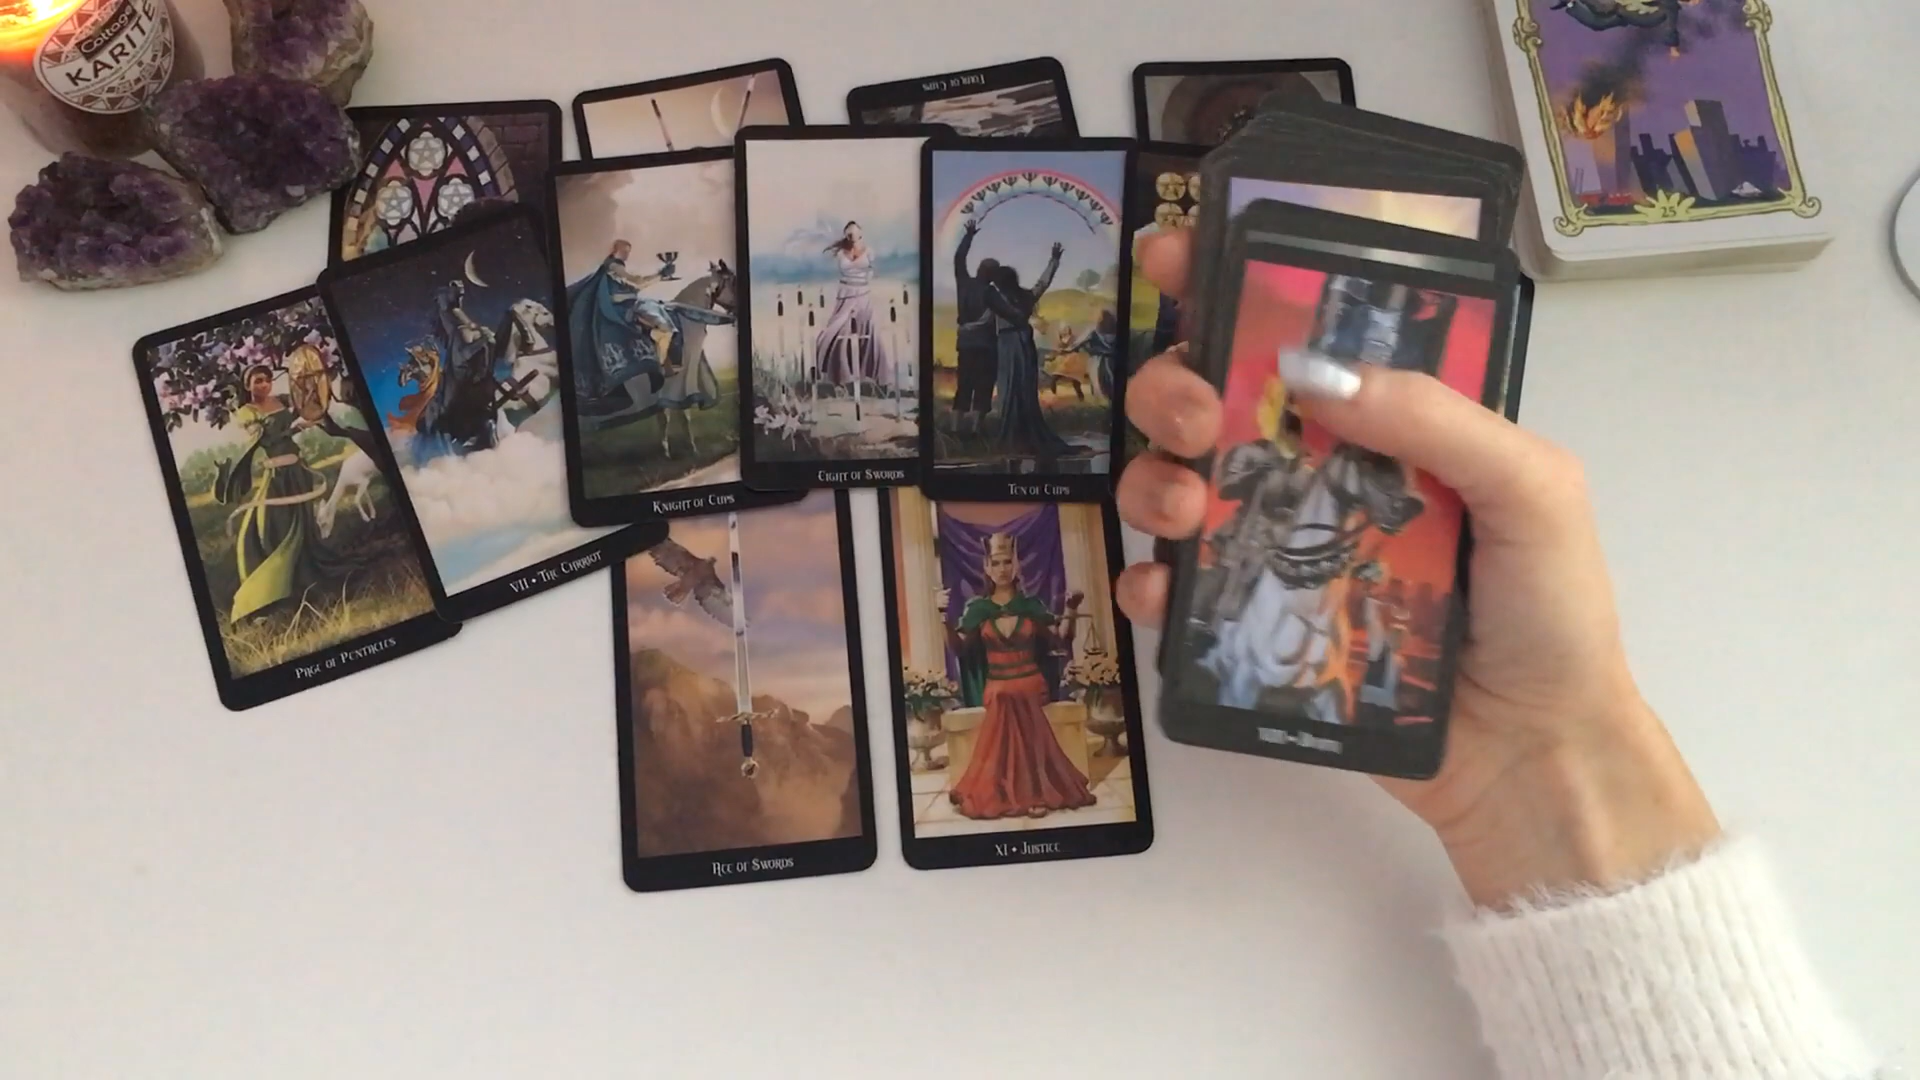 Cottage
KARITÉ
Four of Cups
25
Knight of Cups
Eight of Swords
Ten of Cups
VII • The Chariot
Page of Pentacles
Ace of Swords
XI • Justice